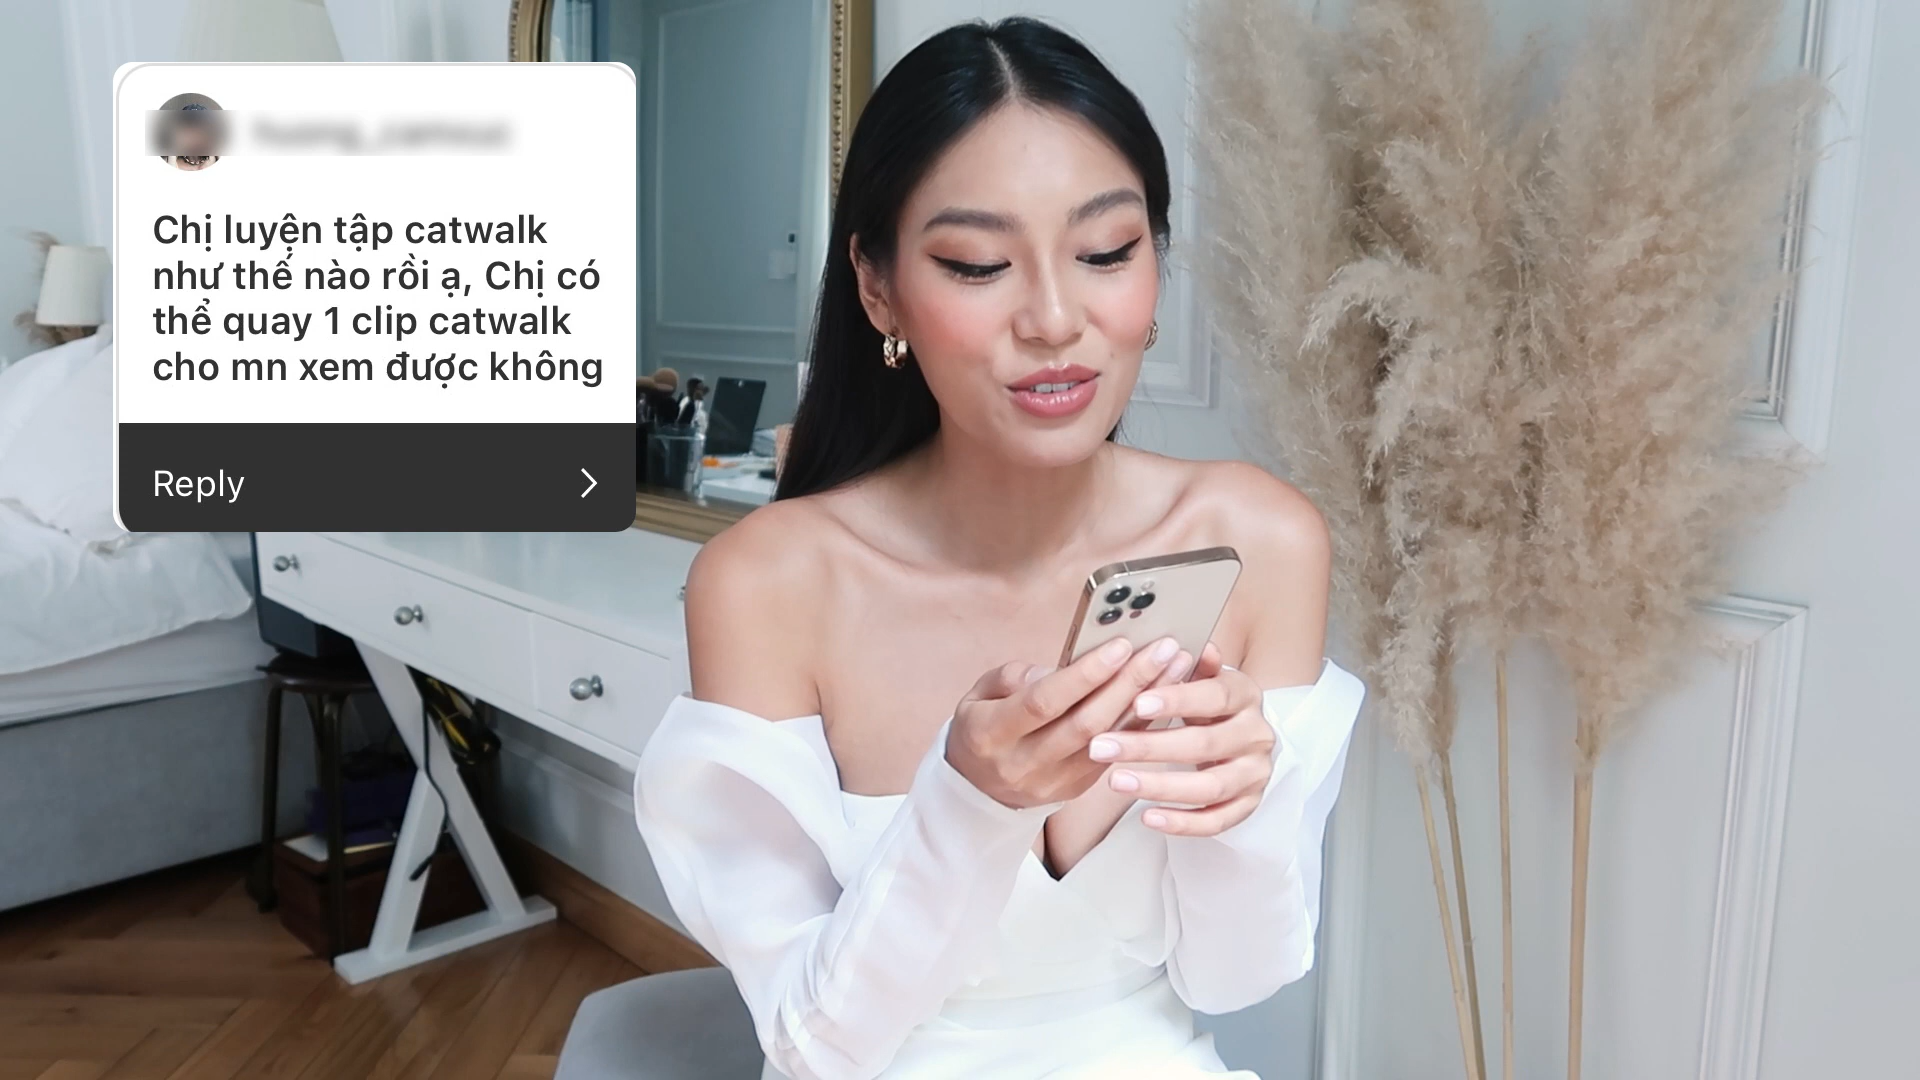 Chị luyện tập catwalk
như thế nào rồi ạ, Chị có
thể quay 1 clip catwalk
cho mn xem được không
Reply